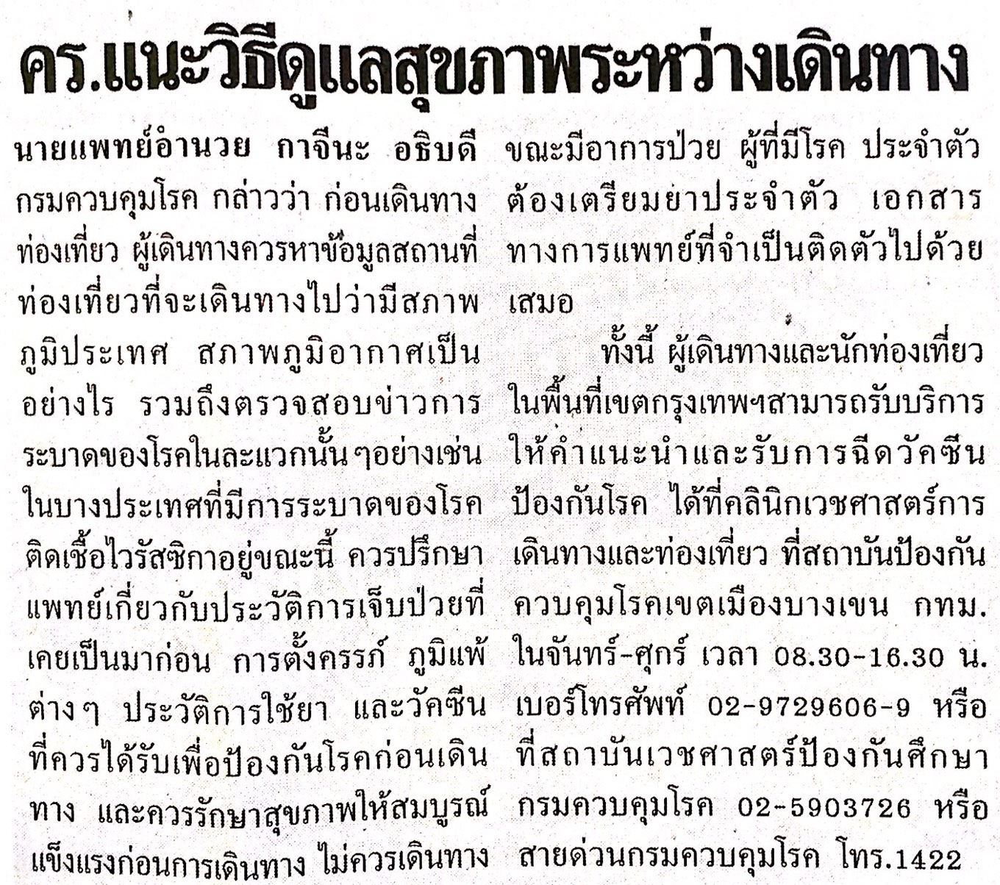 คร.แนะวิธีดูแลสุขภาพระหว่างเดินทาง
นายแพทย์อำนวย กาจีนะ อธิบดี
กรมควบคุมโรค กล่าวว่า ก่อนเดินทาง
ท่องเที่ยว ผู้เดินทางควรหาข้อมูลสถานที่
ท่องเที่ยวที่จะเดินทางไปว่ามีสภาพ
ภูมิประเทศ สภาพภูมิอากาศเป็น
อย่างไร รวมถึงตรวจสอบข่าวการ
ระบาดของโรคในละแวกนั้นๆอย่างเช่น
ในบางประเทศที่มีการระบาดของโรค
ติดเชื้อไวรัสซิกาอยู่ขณะนี้ ควรปรึกษา
แพทย์เกี่ยวกับประวัติการเจ็บป่วยที่
เคยเป็นมาก่อน การตั้งครรภ์ ภูมิแพ้
ต่างๆ ประวัติการใช้ยา และวัคซีน
ที่ควรได้รับเพื่อป้องกันโรคก่อนเดิน
ทาง และควรรักษาสุขภาพให้สมบูรณ์
แข็งแรงก่อนการเดินทาง ไม่ควรเดินทาง
ขณะมีอาการป่วย ผู้ที่มีโรค ประจำตัว
ต้องเตรียมยาประจำตัว เอกสาร
ทางการแพทย์ที่จำเป็นติดตัวไปด้วย
เสมอ
ทั้งนี้ ผู้เดินทางและนักท่องเที่ยว
ในพื้นที่เขตกรุงเทพฯสามารถรับบริการ
ให้คำแนะนำและรับการฉีดวัคซีน
ป้องกันโรค ได้ที่คลินิกเวชศาสตร์การ
เดินทางและท่องเที่ยว ที่สถาบันป้องกัน
ควบคุมโรคเขตเมืองบางเขน กทม.
ในจันทร์-ศุกร์ เวลา 08.30-16.30 น.
เบอร์โทรศัพท์ 02-9729606-9 หรือ
ที่สถาบันเวชศาสตร์ป้องกันศึกษา
กรมควบคุมโรค 02-5903726 หรือ
สายด่วนกรมควบคุมโรค โทร.1422